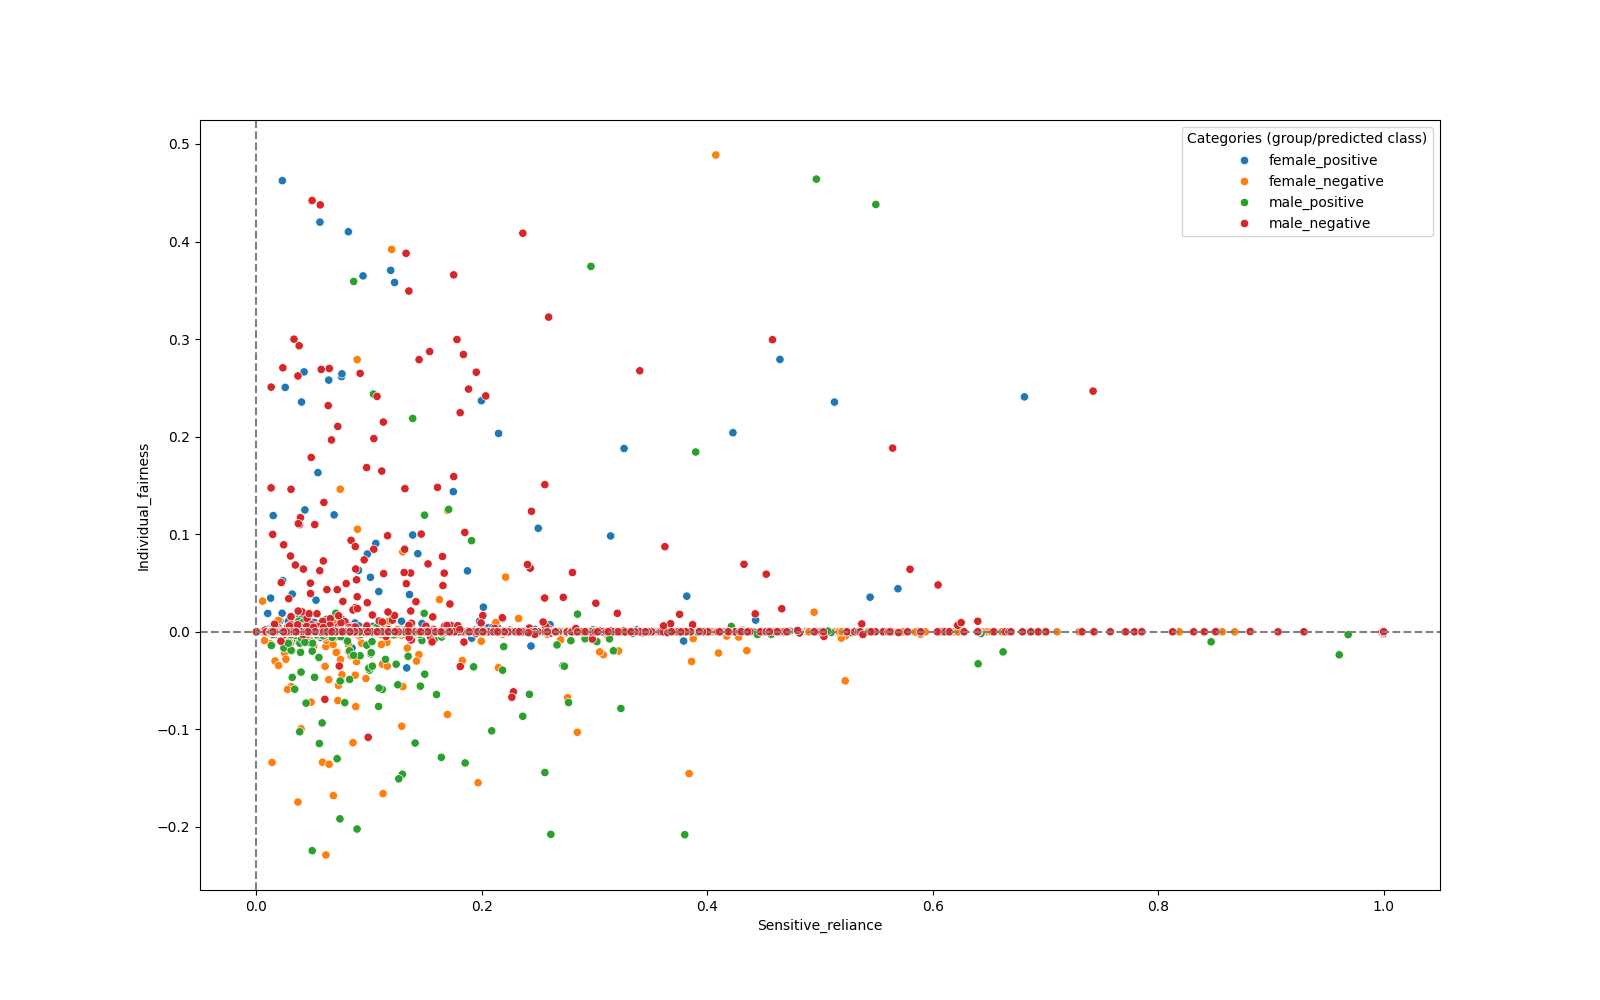 Categories (group/predicted class)
female_positive
female_negative
male_positive
male_negative
0.5
0.4
0.3
0.2
0.1
0.0
−0.1
−0.2
Individual_fairness
0.0
0.2
0.4
0.6
0.8
1.0
Sensitive_reliance